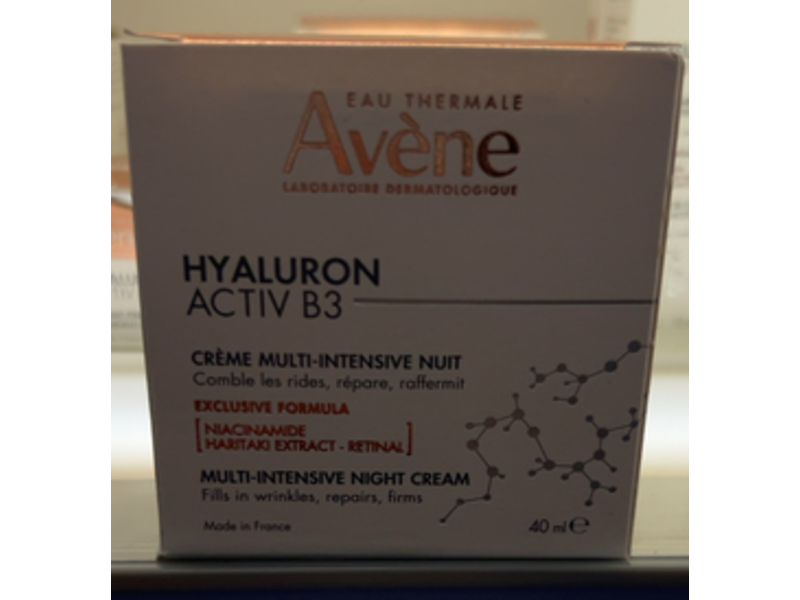 EAU THERMALE
Avène
LABORATOIRE DERMATOLOGIQUE
HYALURON
ACTIV B3
CRÈME MULTI-INTENSIVE NUIT
Comble les rides, répare, raffermit
EXCLUSIVE FORMULA
[NIACINAMIDE
HARITAKI EXTRACT - RETINAL]
MULTI-INTENSIVE NIGHT CREAM
Fills in wrinkles, repairs, firms
Made in France
40 ml ℮